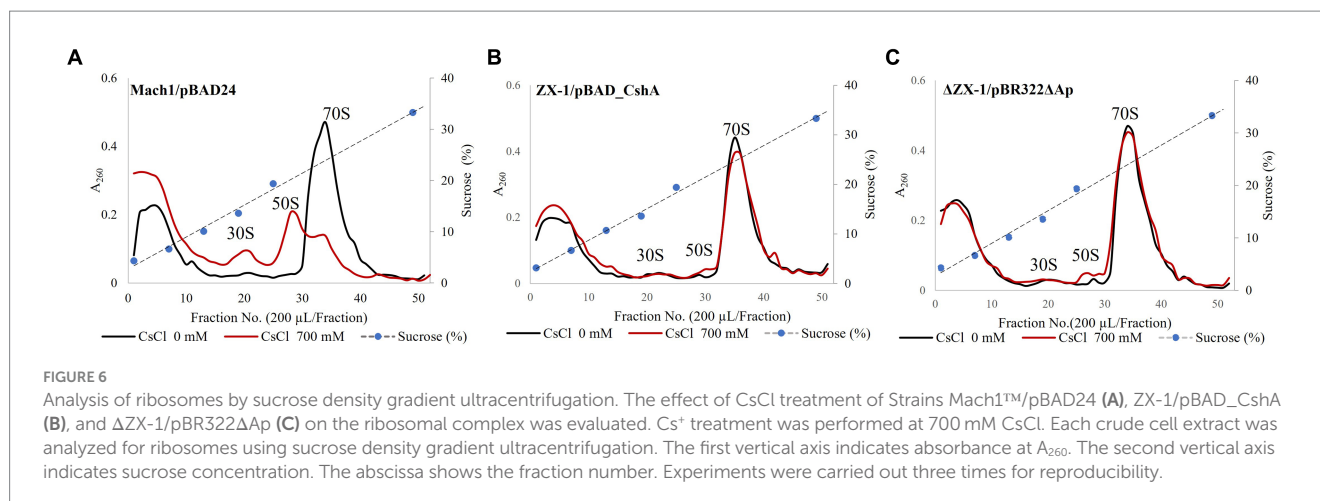 A
Mach1/pBAD24
A260
0.6
0.4
0.2
0
30S
50S
70S
40
30
20
10
0
Sucrose (%)
0 10 20 30 40 50
Fraction No. (200 µL/Fraction)
CsCl 0 mM CsCl 700 mM Sucrose (%)
B
ZX-1/pBAD_CshA
A260
0.6
0.4
0.2
0
30S
50S
70S
40
30
20
10
0
Sucrose (%)
0 10 20 30 40 50
Fraction No. (200 µL/Fraction)
CsCl 0 mM CsCl 700 mM Sucrose (%)
C
ΔZX-1/pBR322ΔAp
A260
0.6
0.4
0.2
0
30S
50S
70S
40
30
20
10
0
Sucrose (%)
0 10 20 30 40 50
Fraction No. (200 µL/Fraction)
CsCl 0 mM CsCl 700 mM Sucrose (%)
FIGURE 6
Analysis of ribosomes by sucrose density gradient ultracentrifugation. The effect of CsCl treatment of Strains Mach1™/pBAD24 (A), ZX-1/pBAD_CshA
(B), and ΔZX-1/pBR322ΔAp (C) on the ribosomal complex was evaluated. Cs⁺ treatment was performed at 700 mM CsCl. Each crude cell extract was
analyzed for ribosomes using sucrose density gradient ultracentrifugation. The first vertical axis indicates absorbance at A₂₆₀. The second vertical axis
indicates sucrose concentration. The abscissa shows the fraction number. Experiments were carried out three times for reproducibility.